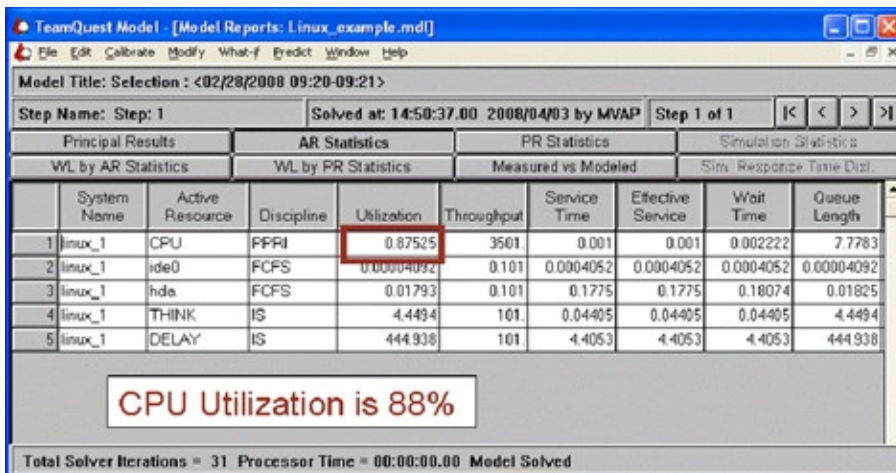 TeamQuest Model - [Model Reports: Linux_example.mdl]
File Edit Calibrate Modify What-if Predict Window Help
Model Title: Selection : <02/28/2008 09:20-09:21>
Step Name: Step: 1 Solved at: 14:50:37.00 2008/04/03 by MVAP Step 1 of 1 |< < > >|
Principal Results AR Statistics PR Statistics Simulation Statistics
WL by AR Statistics WL by PR Statistics Measured vs Modeled Sim. Response Time Dist.
System Name Active Resource Discipline Utilization Throughput Service Time Effective Service Wait Time Queue Length
1 linux_1 CPU PPRI 0.87525 3501. 0.001 0.001 0.002222 7.7783
2 linux_1 ide0 FCFS 0.00004092 0.101 0.0004052 0.0004052 0.0004052 0.00004092
3 linux_1 hda FCFS 0.01793 0.101 0.1775 0.1775 0.18074 0.01825
4 linux_1 THINK IS 4.4494 101. 0.04405 0.04405 0.04405 4.4494
5 linux_1 DELAY IS 444.938 101. 4.4053 4.4053 4.4053 444.938
CPU Utilization is 88%
Total Solver Iterations = 31 Processor Time = 00:00:00.00 Model Solved